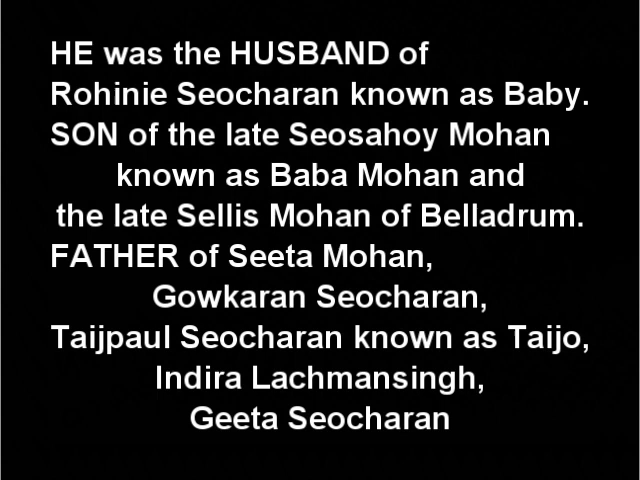 HE was the HUSBAND of
Rohinie Seocharan known as Baby.
SON of the late Seosahoy Mohan
known as Baba Mohan and
the late Sellis Mohan of Belladrum.
FATHER of Seeta Mohan,
Gowkaran Seocharan,
Taijpaul Seocharan known as Taijo,
Indira Lachmansingh,
Geeta Seocharan